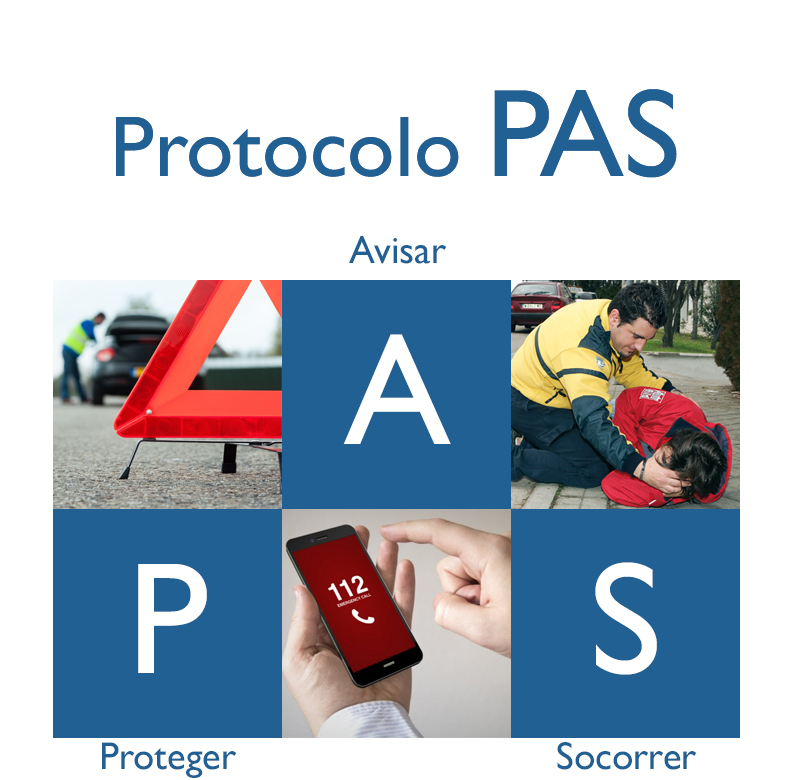 Protocolo PAS
Avisar
A
P
112
EMERGENCY CALL
S
Proteger
Socorrer